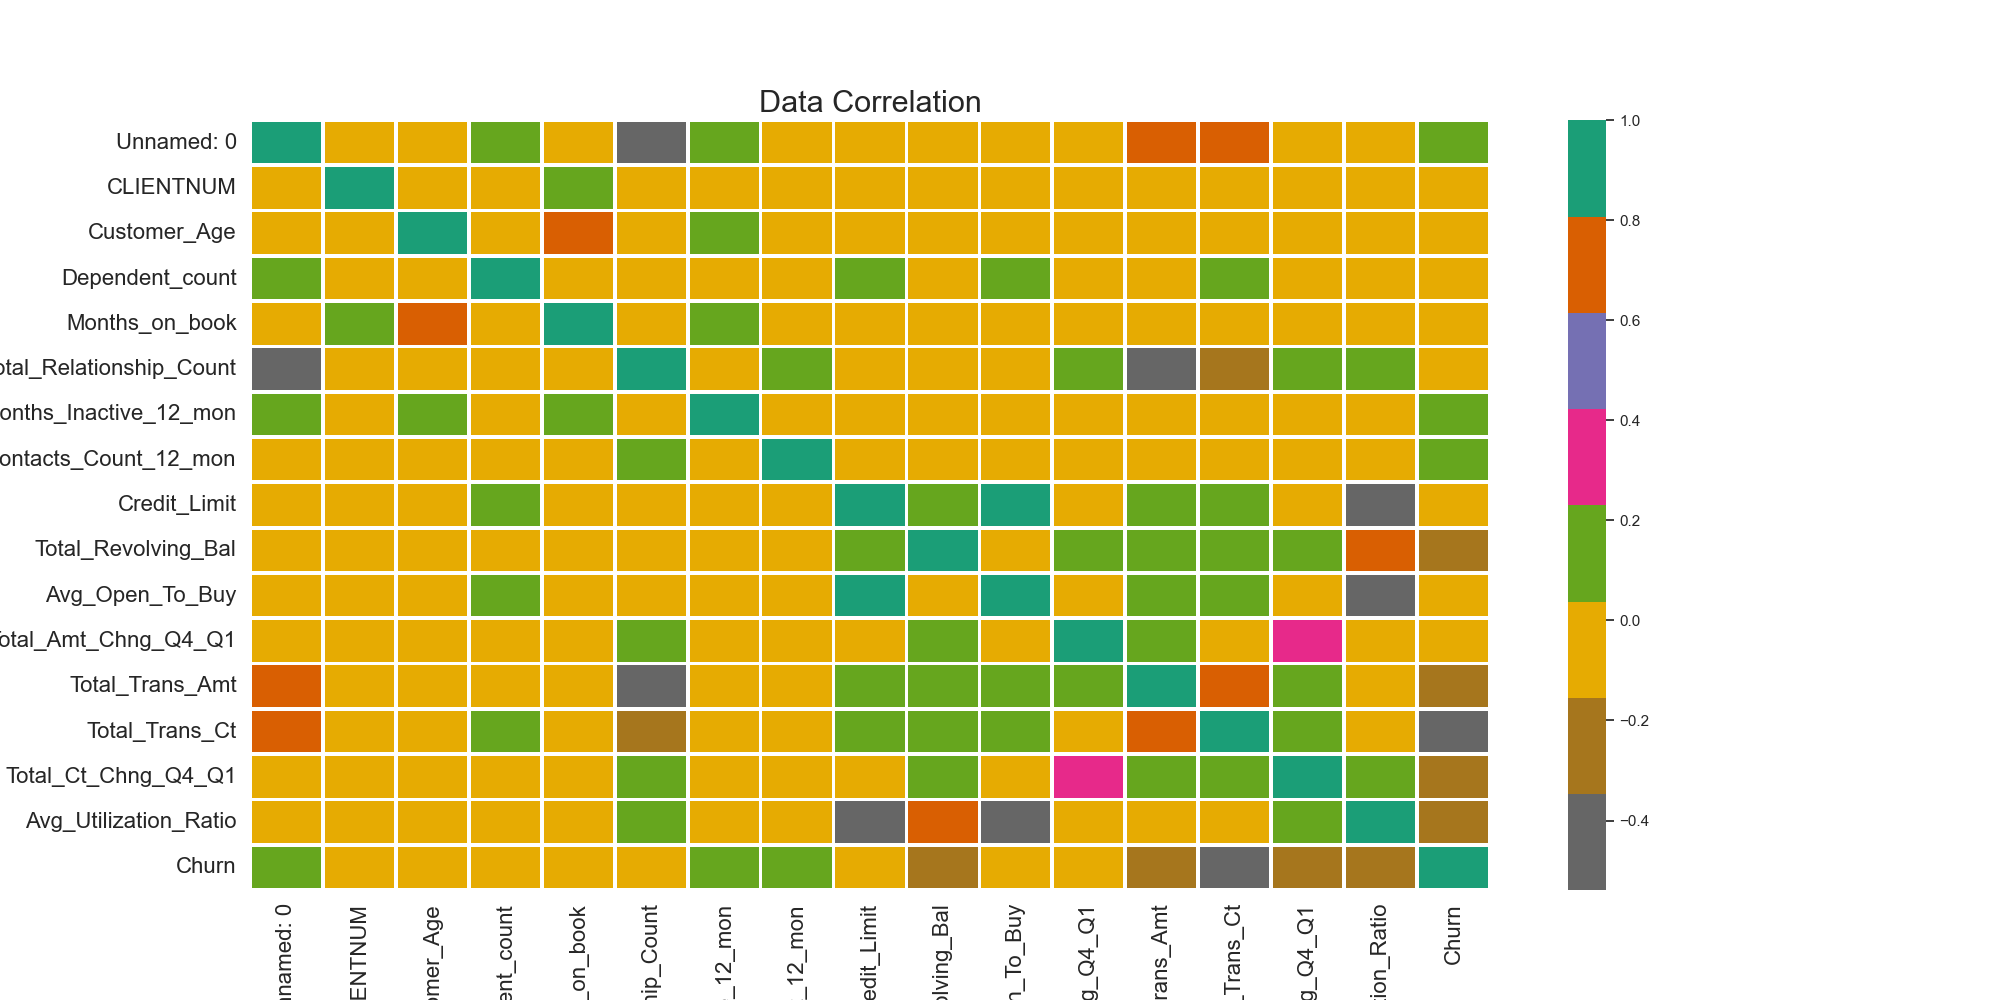 Data Correlation
Unnamed: 0
CLIENTNUM
Customer_Age
Dependent_count
Months_on_book
otal_Relationship_Count
onths_Inactive_12_mon
ontacts_Count_12_mon
Credit_Limit
Total_Revolving_Bal
Avg_Open_To_Buy
otal_Amt_Chng_Q4_Q1
Total_Trans_Amt
Total_Trans_Ct
Total_Ct_Chng_Q4_Q1
Avg_Utilization_Ratio
Churn
nnamed: 0
ENTNUM
omer_Age
ent_count
_on_book
hip_Count
_12_mon
_12_mon
edit_Limit
olving_Bal
n_To_Buy
g_Q4_Q1
rans_Amt
_Trans_Ct
g_Q4_Q1
tion_Ratio
Churn
1.0
0.8
0.6
0.4
0.2
0.0
−0.2
−0.4